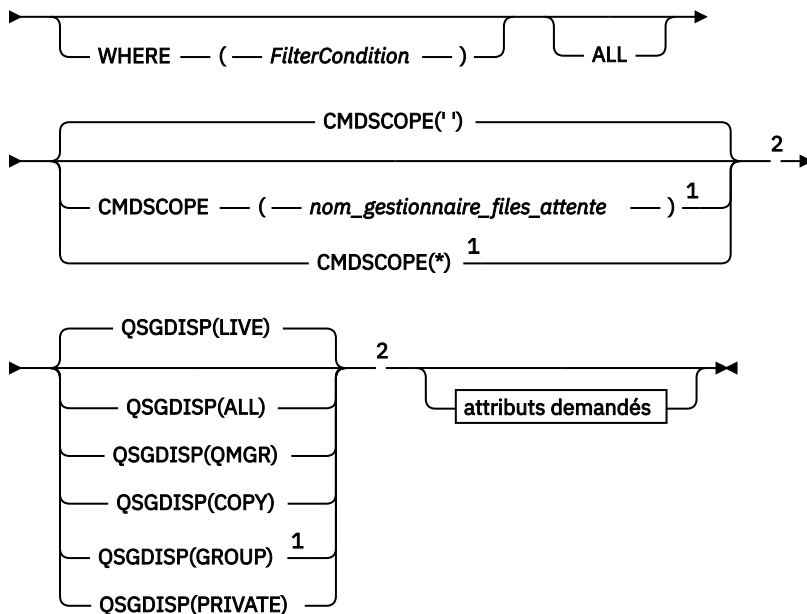 WHERE ( FilterCondition ) ALL
CMDSCOPE(' ')
2
CMDSCOPE ( nom_gestionnaire_files_attente ) 1
CMDSCOPE(*) 1
QSGDISP(LIVE)
2
QSGDISP(ALL) attributs demandés
QSGDISP(QMGR)
QSGDISP(COPY)
QSGDISP(GROUP) 1
QSGDISP(PRIVATE)